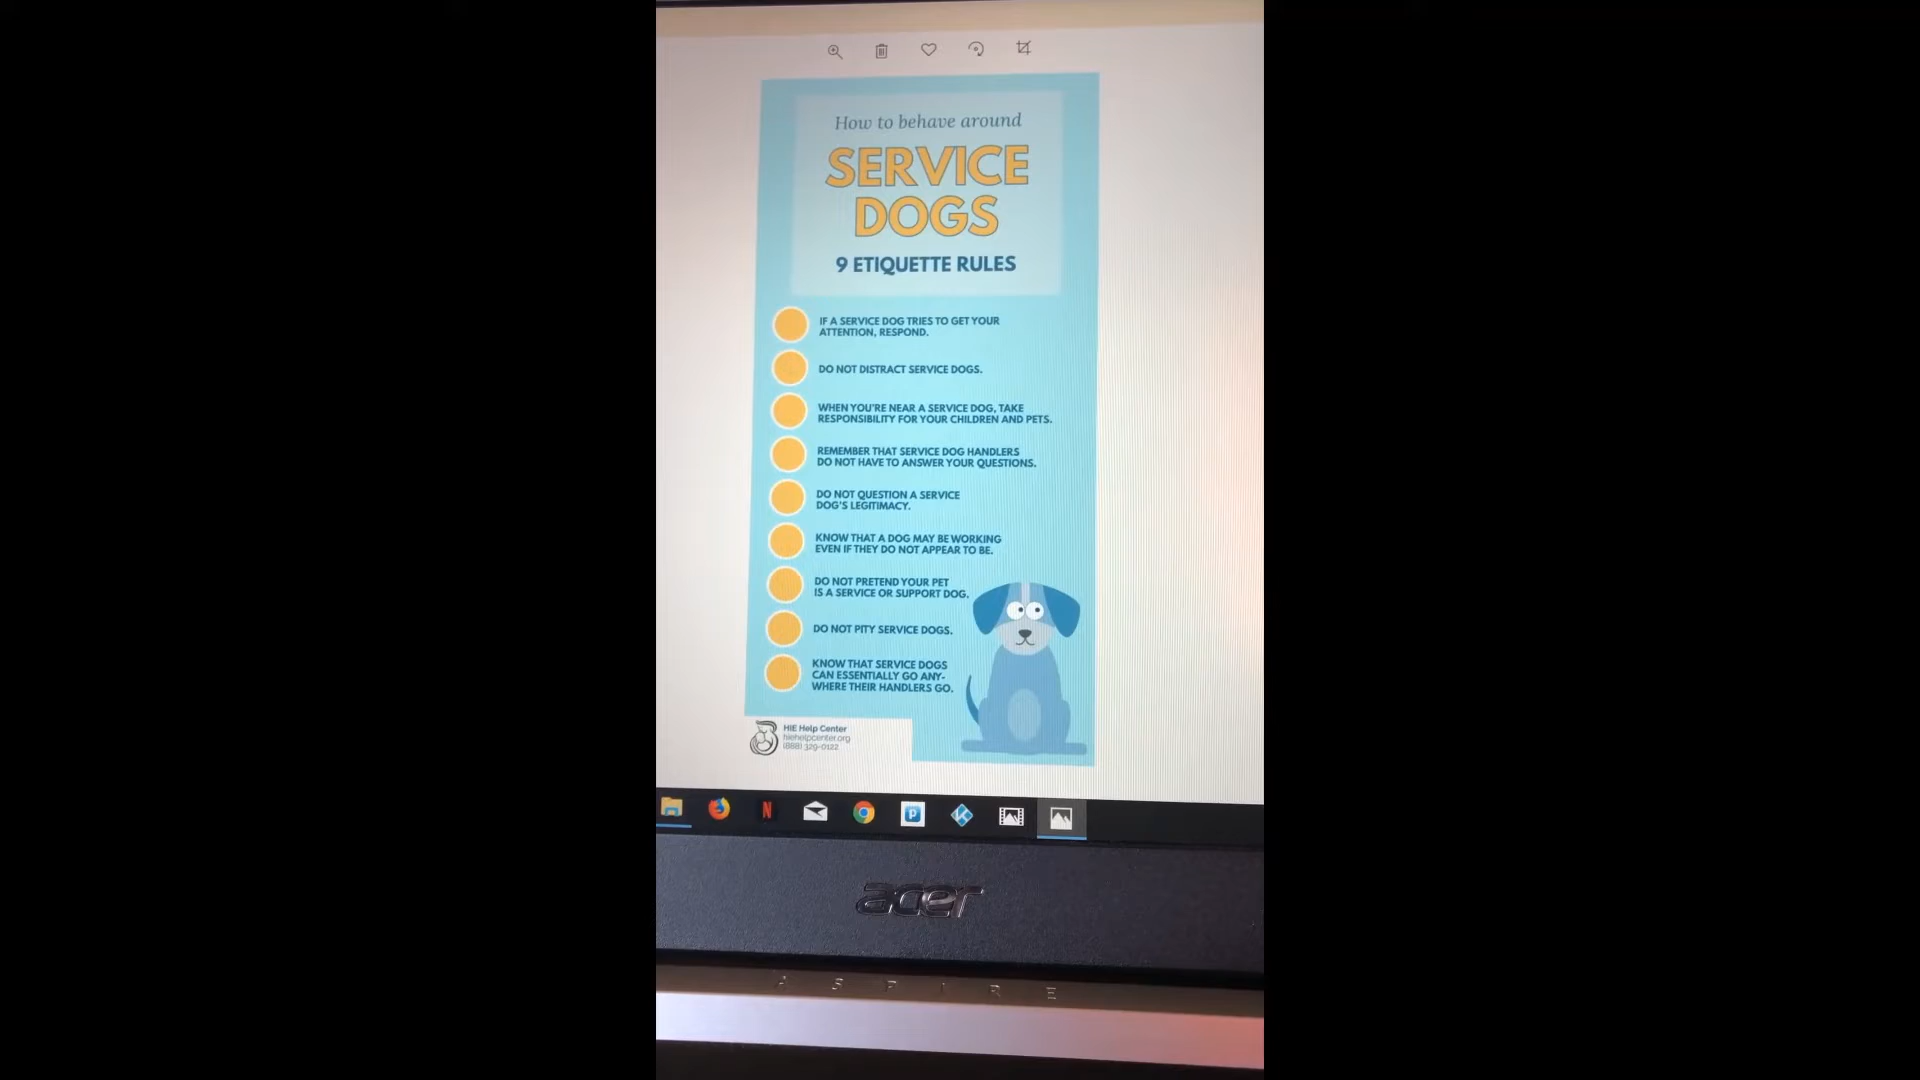 How to behave around
SERVICE
DOGS
9 ETIQUETTE RULES
IF A SERVICE DOG TRIES TO GET YOUR
ATTENTION, RESPOND.
DO NOT DISTRACT SERVICE DOGS.
WHEN YOU'RE NEAR A SERVICE DOG, TAKE
RESPONSIBILITY FOR YOUR CHILDREN AND PETS.
REMEMBER THAT SERVICE DOG HANDLERS
DO NOT HAVE TO ANSWER YOUR QUESTIONS.
DO NOT QUESTION A SERVICE
DOG'S LEGITIMACY.
KNOW THAT A DOG MAY BE WORKING
EVEN IF THEY DO NOT APPEAR TO BE.
DO NOT PRETEND YOUR PET
IS A SERVICE OR SUPPORT DOG.
DO NOT PITY SERVICE DOGS.
KNOW THAT SERVICE DOGS
CAN ESSENTIALLY GO ANY-
WHERE THEIR HANDLERS GO.
HIE Help Center
hiehelpcenter.org
(888) 329-0122
N
P
acer
ASPIRE